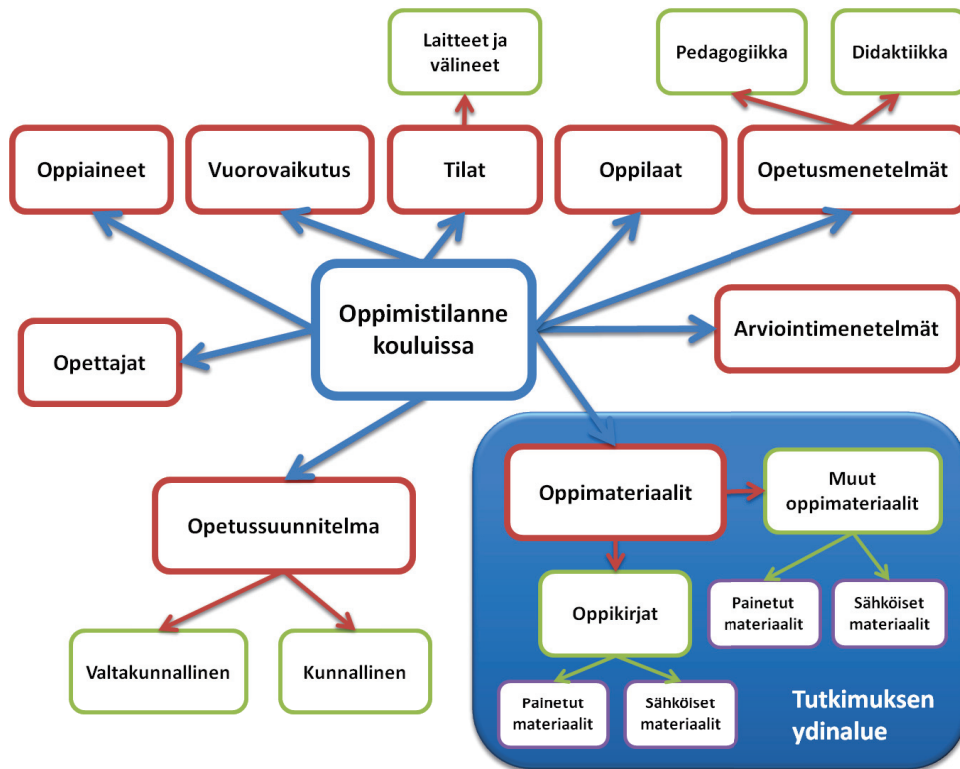 Laitteet ja
välineet
Pedagogiikka
Didaktiikka
Oppiaineet
Vuorovaikutus
Tilat
Oppilaat
Opetusmenetelmät
Oppimistilanne
kouluissa
Opettajat
Arviointimenetelmät
Opetussuunnitelma
Valtakunnallinen
Kunnallinen
Oppimateriaalit
Muut
oppimateriaalit
Painetut
materiaalit
Sähköiset
materiaalit
Oppikirjat
Painetut
materiaalit
Sähköiset
materiaalit
Tutkimuksen
ydinalue